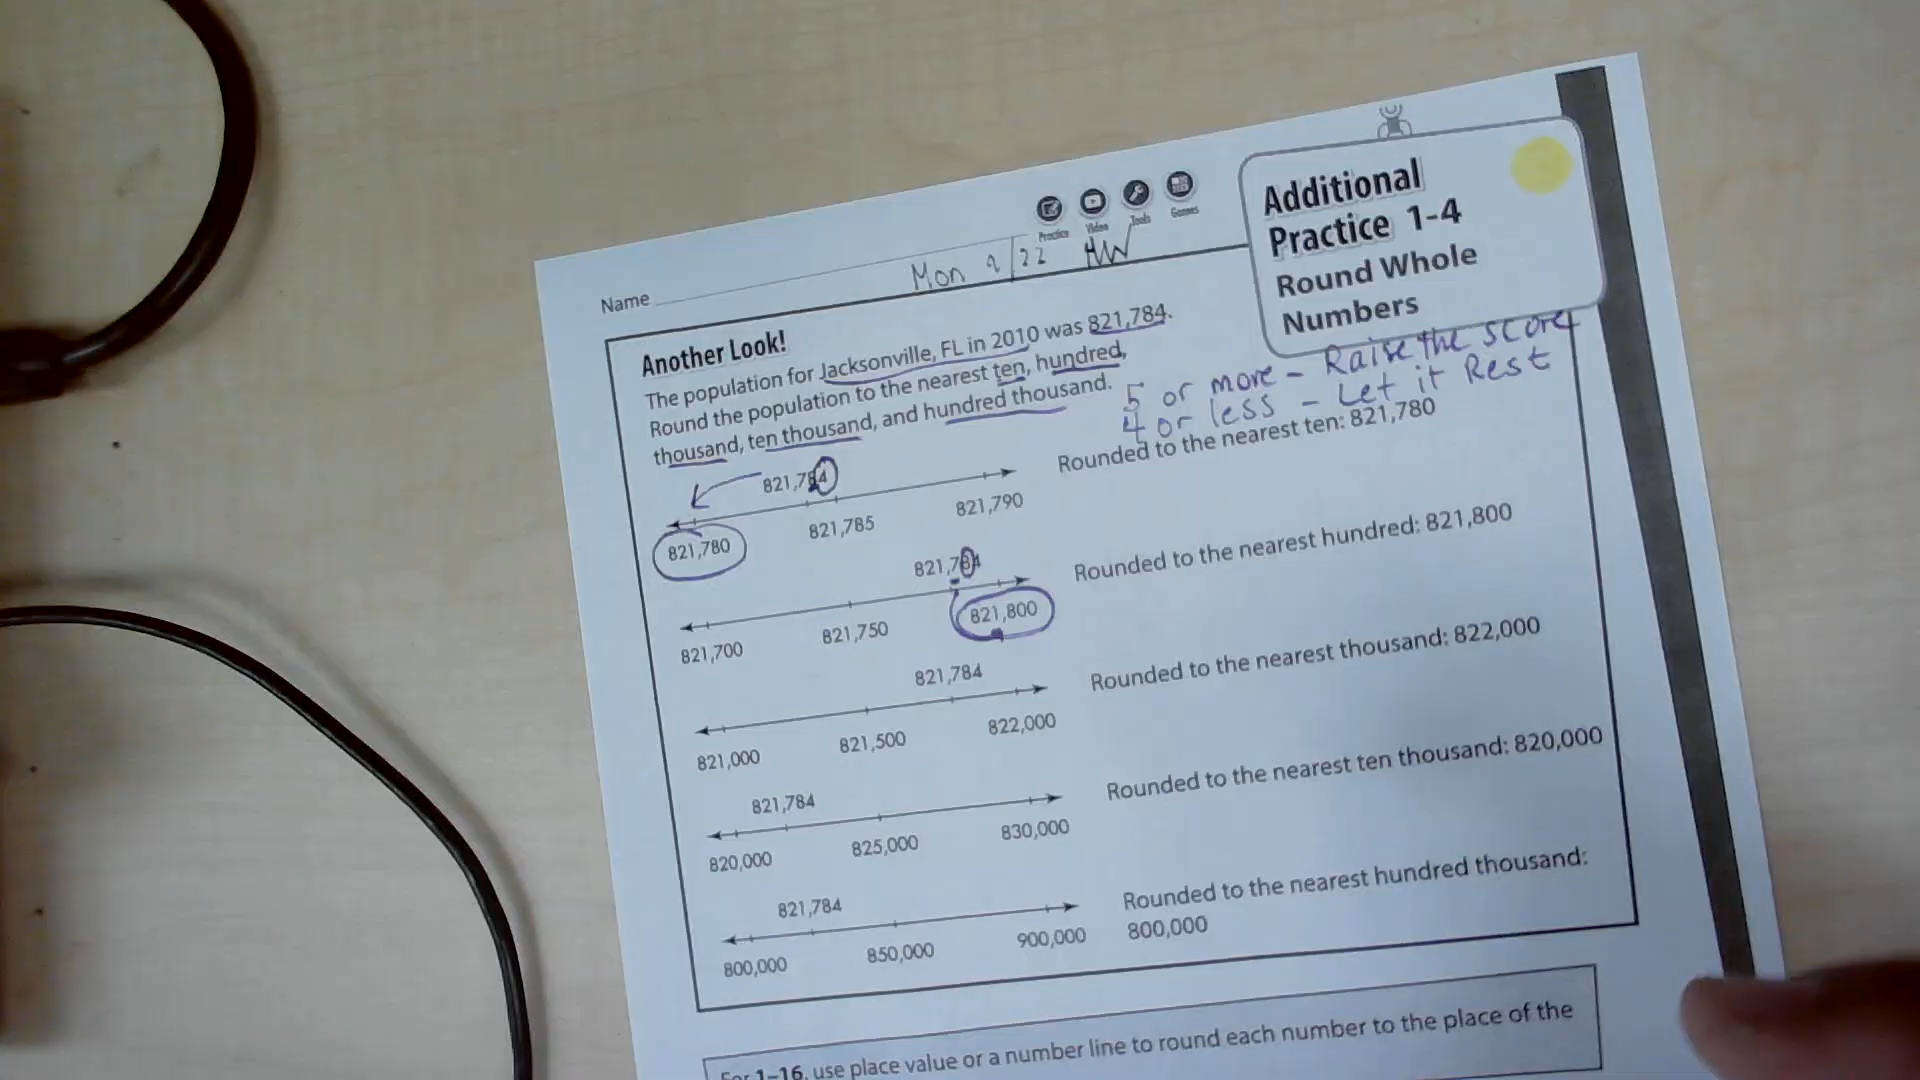 Additional
Practice 1-4
Round Whole
Numbers
Practice Video Tools Games
Name
Mon 9/22 HW
Another Look!
The population for Jacksonville, FL in 2010 was 821,784.
Round the population to the nearest ten, hundred,
thousand, ten thousand, and hundred thousand.
5 or more - Raise the score
4 or less - Let it Rest
821,784
821,780 821,785 821,790
Rounded to the nearest ten: 821,780
821,784
821,700 821,750 821,800
Rounded to the nearest hundred: 821,800
821,784
821,000 821,500 822,000
Rounded to the nearest thousand: 822,000
821,784
820,000 825,000 830,000
Rounded to the nearest ten thousand: 820,000
821,784
800,000 850,000 900,000
Rounded to the nearest hundred thousand:
800,000
For 1–16, use place value or a number line to round each number to the place of the